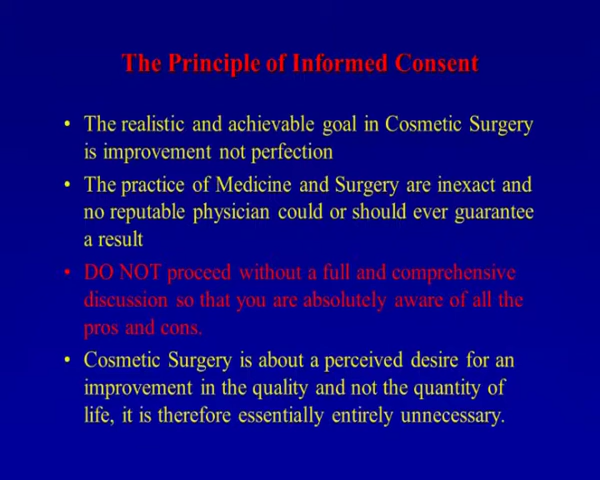 The Principle of Informed Consent
• The realistic and achievable goal in Cosmetic Surgery
is improvement not perfection
• The practice of Medicine and Surgery are inexact and
no reputable physician could or should ever guarantee
a result
• DO NOT proceed without a full and comprehensive
discussion so that you are absolutely aware of all the
pros and cons.
• Cosmetic Surgery is about a perceived desire for an
improvement in the quality and not the quantity of
life, it is therefore essentially entirely unnecessary.